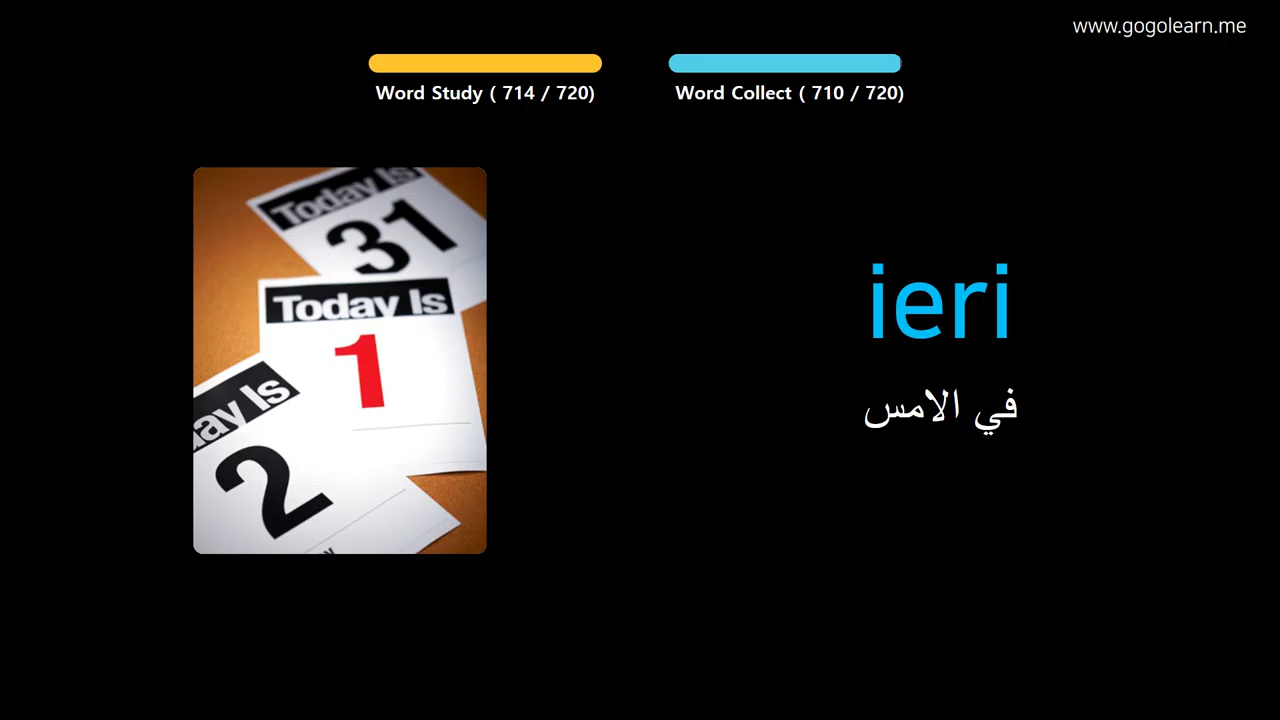 www.gogolearn.me
Word Study ( 714 / 720)
Word Collect ( 710 / 720)
Today Is
31
Today Is
1
ay Is
2
ieri
في الامس